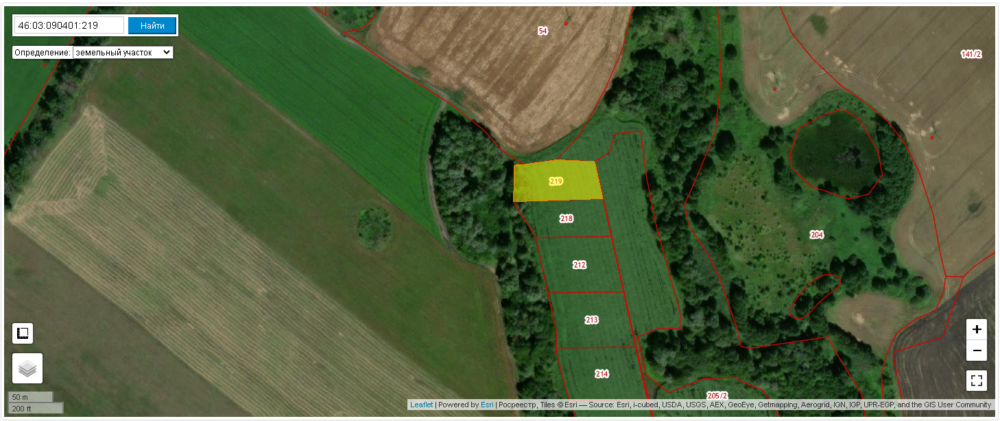 46:03:090401:219
Найти
Определение: земельный участок
54
141/2
219
218
204
212
213
214
205/2
+
−
50 m
200 ft
Leaflet | Powered by Esri | Росреестр, Tiles © Esri — Source: Esri, i-cubed, USDA, USGS, AEX, GeoEye, Getmapping, Aerogrid, IGN, IGP, UPR-EGP, and the GIS User Community